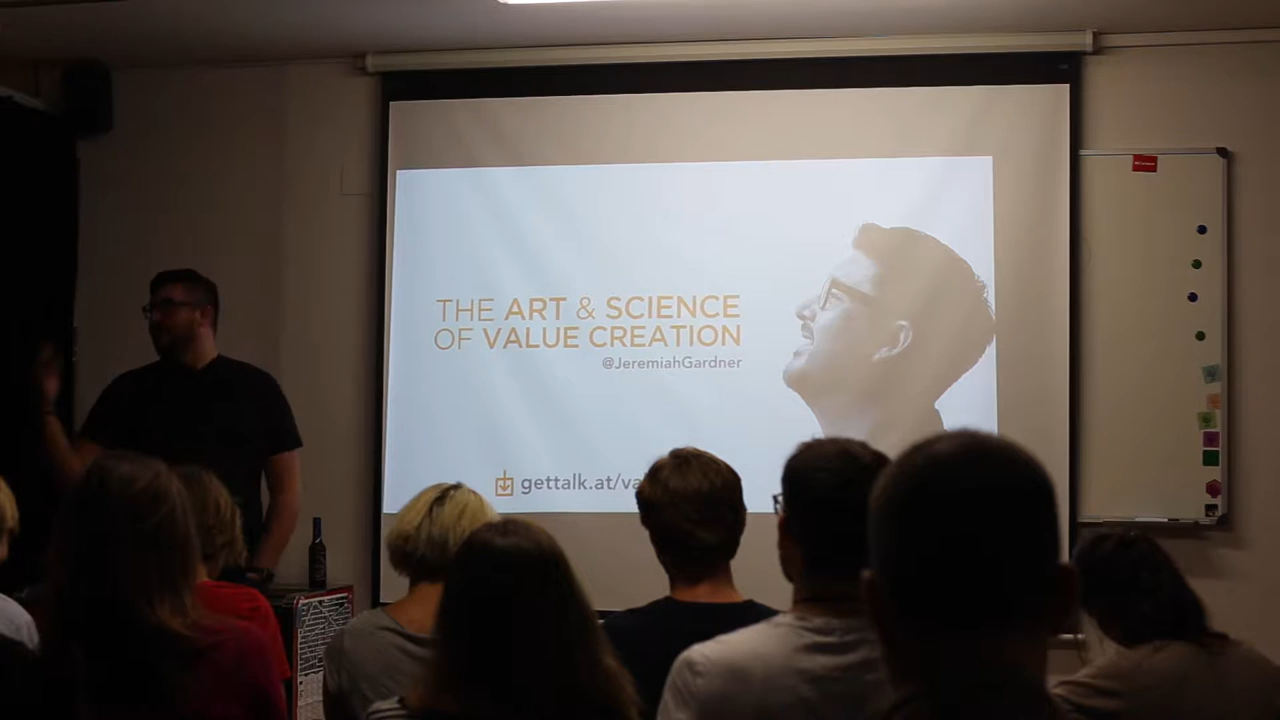 THE ART & SCIENCE
OF VALUE CREATION
@JeremiahGardner
gettalk.at/va